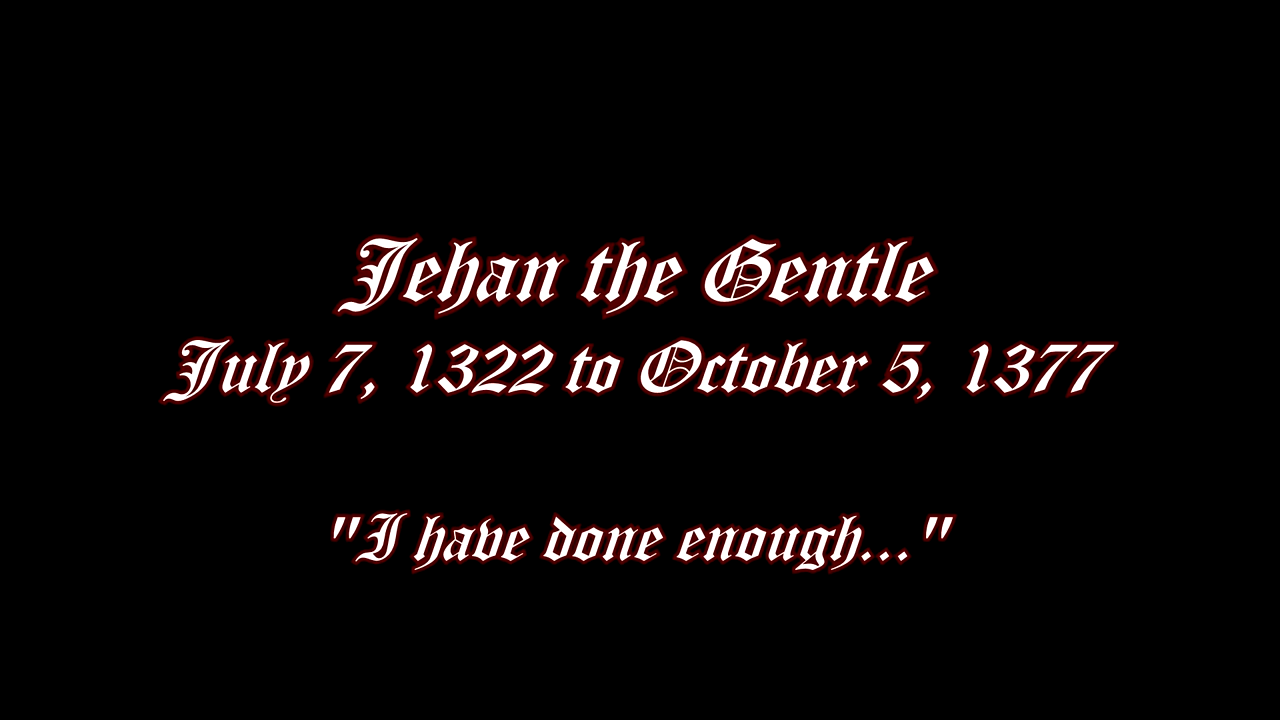 Jehan the Gentle
July 7, 1322 to October 5, 1377
"I have done enough..."